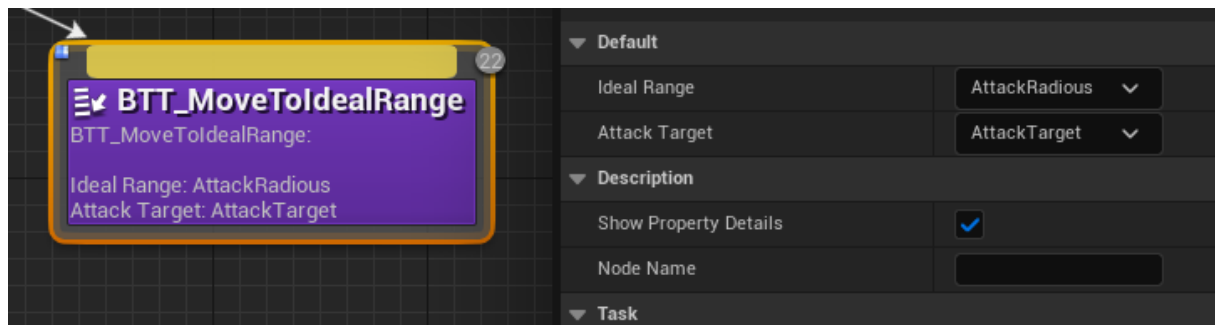 22
BTT_MoveToIdealRange
BTT_MoveToIdealRange:
Ideal Range: AttackRadious
Attack Target: AttackTarget
Default
Ideal Range AttackRadious
Attack Target AttackTarget
Description
Show Property Details
Node Name
Task